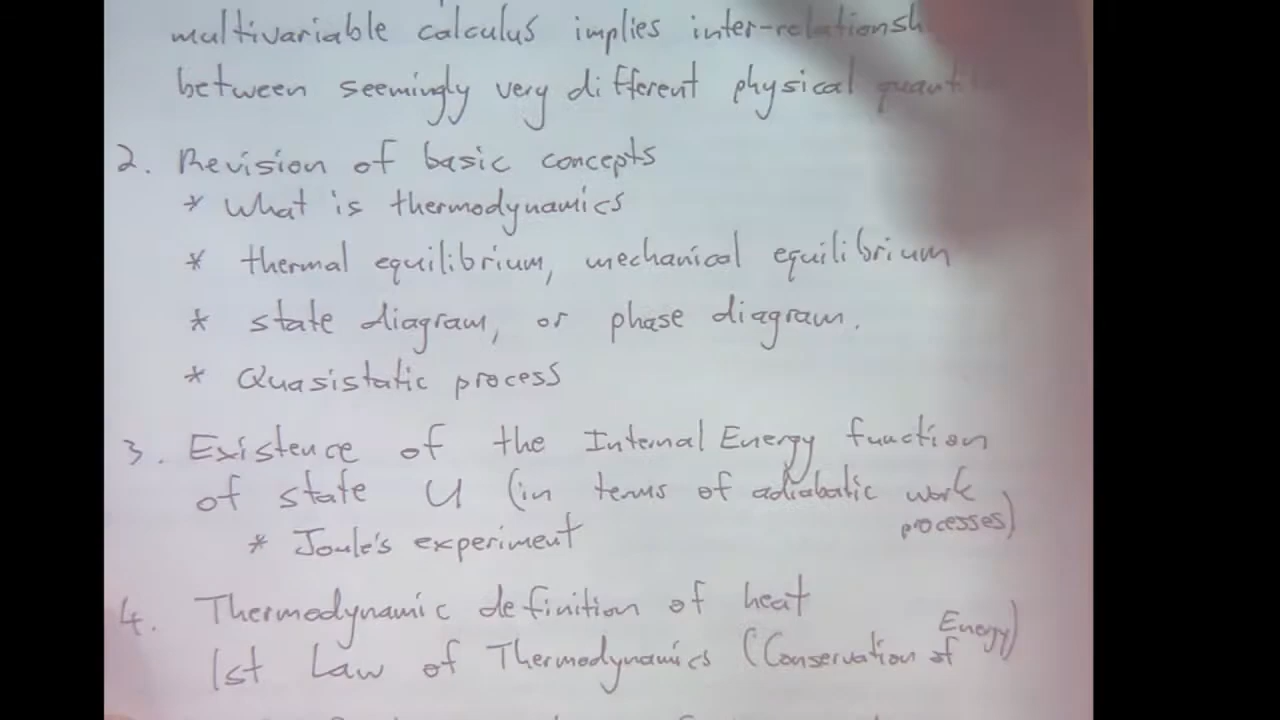 multivariable calculus implies inter-relationsh
between seemingly very different physical quant
2. Revision of basic concepts
* What is thermodynamics
* thermal equilibrium, mechanical equilibrium
* state diagram, or phase diagram.
* Quasistatic process
3. Existence of the Internal Energy function
of state U (in terms of adiabatic work
processes)
* Joule's experiment
4. Thermodynamic definition of heat
Energy)
1st Law of Thermodynamics (Conservation of